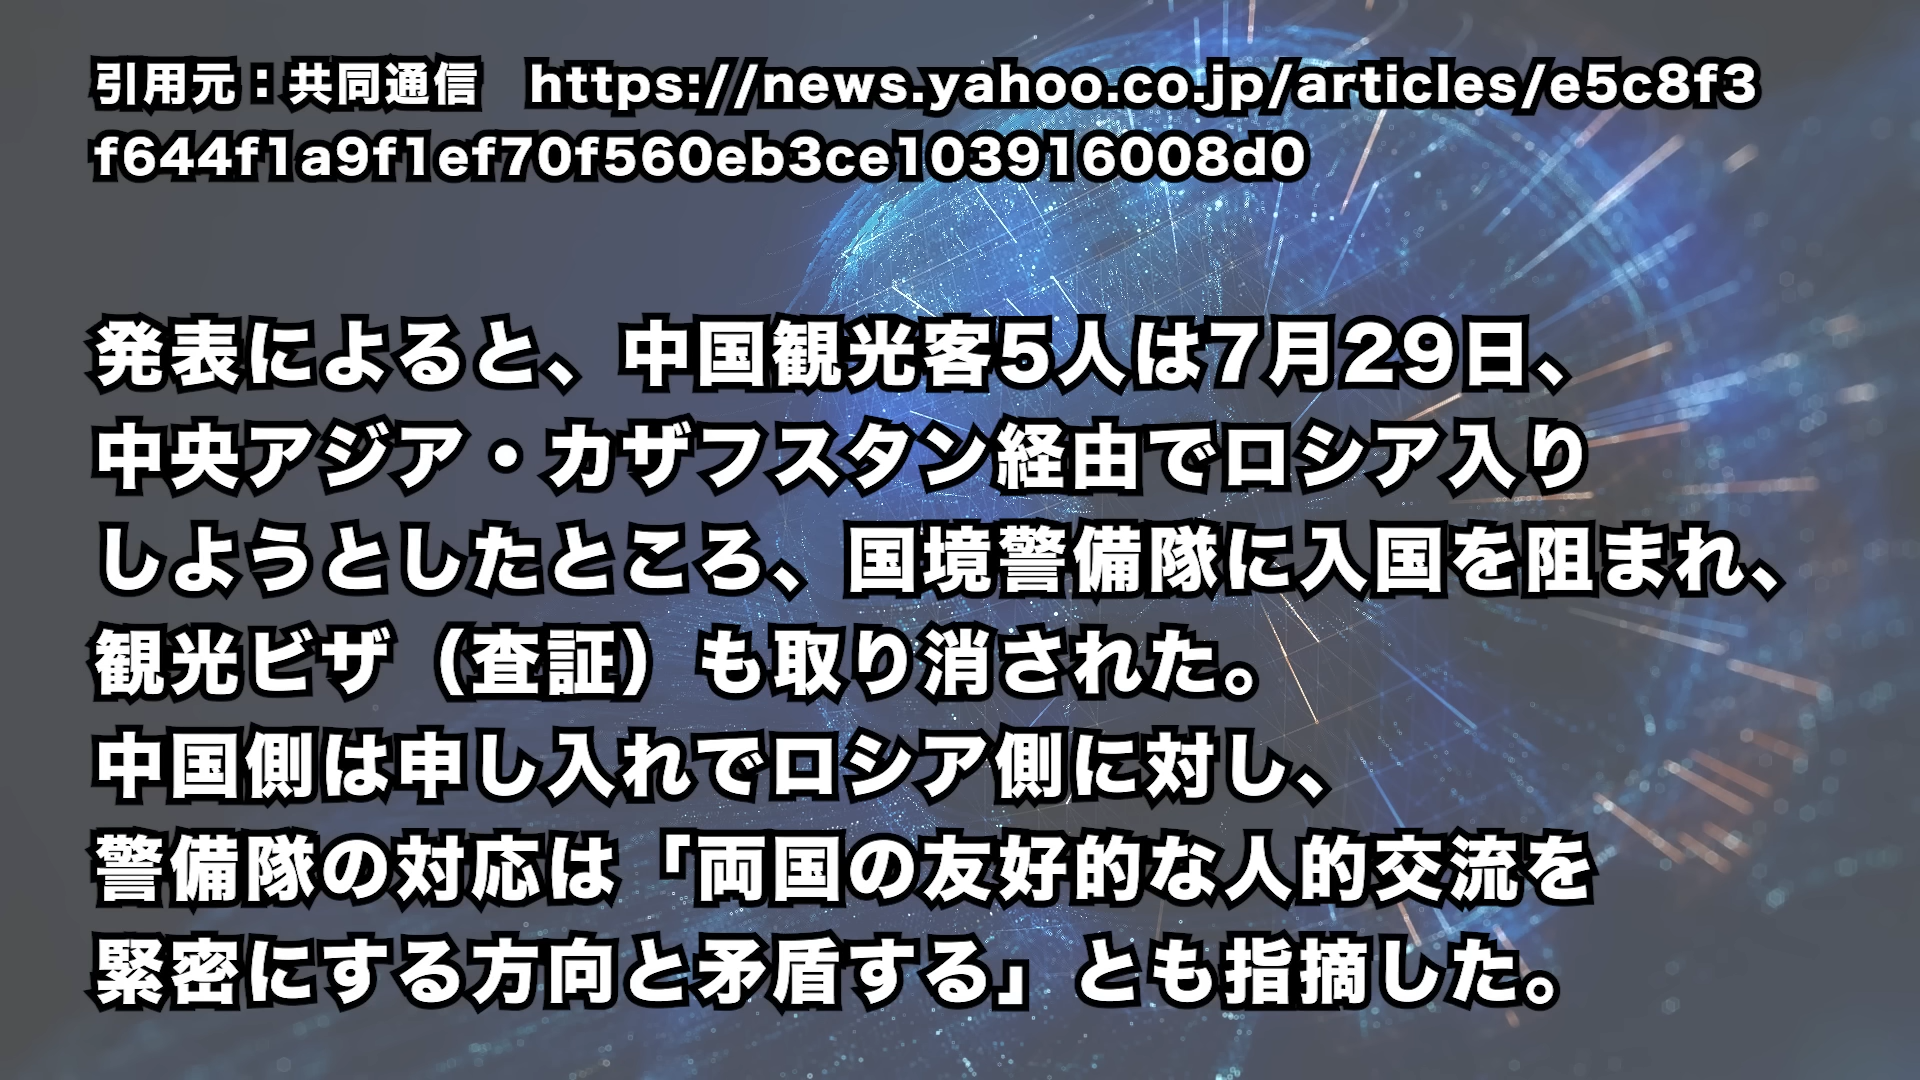 引用元：共同通信　https://news.yahoo.co.jp/articles/e5c8f3
f644f1a9f1ef70f560eb3ce103916008d0
発表によると、中国観光客5人は7月29日、
中央アジア・カザフスタン経由でロシア入り
しようとしたところ、国境警備隊に入国を阻まれ、
観光ビザ（査証）も取り消された。
中国側は申し入れでロシア側に対し、
警備隊の対応は「両国の友好的な人的交流を
緊密にする方向と矛盾する」とも指摘した。